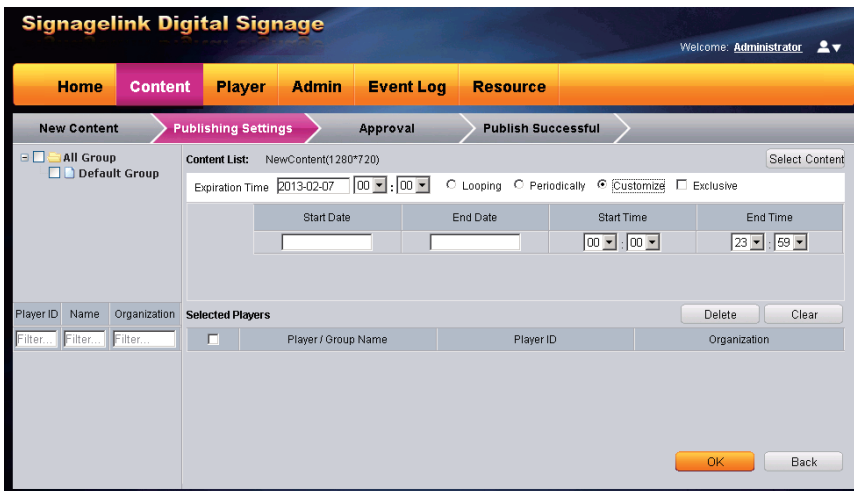 Signagelink Digital Signage
Welcome: Administrator
Home Content Player Admin Event Log Resource
New Content Publishing Settings Approval Publish Successful
All Group
Default Group
Content List: NewContent(1280*720) Select Content
Expiration Time 2013-02-07 00 : 00 Looping Periodically Customize Exclusive
Start Date End Date Start Time End Time
00 : 00 23 : 59
Player ID Name Organization Selected Players Delete Clear
Filter... Filter... Filter... Player / Group Name Player ID Organization
OK Back